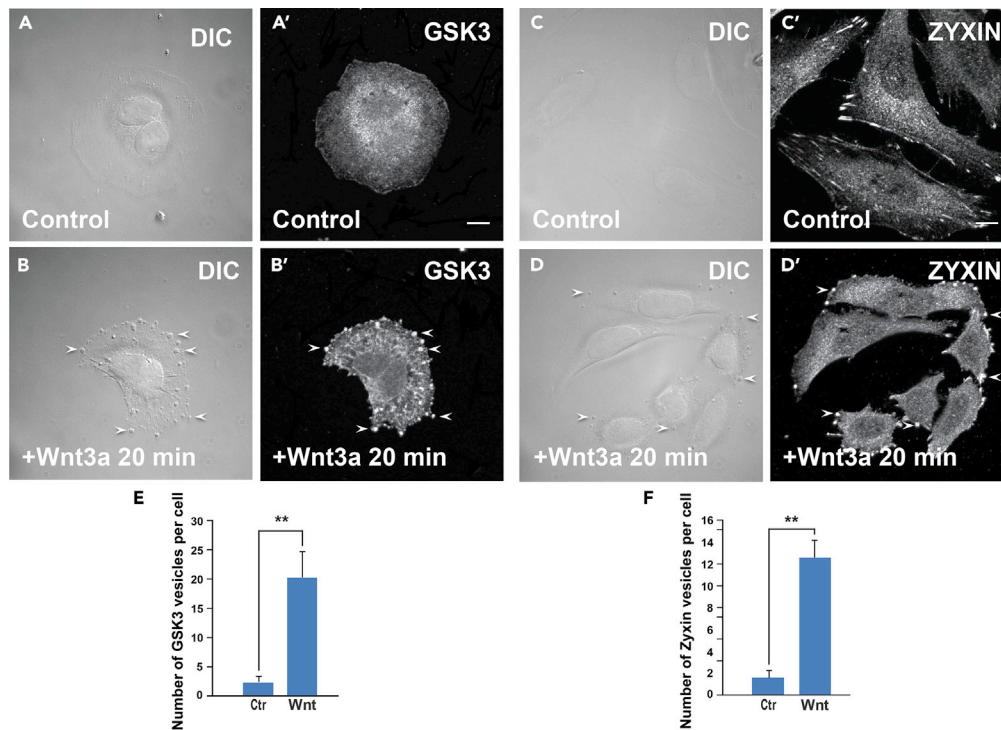 A
DIC
Control
A′
GSK3
Control
C
DIC
Control
C′
ZYXIN
Control
B
DIC
+Wnt3a 20 min
B′
GSK3
+Wnt3a 20 min
D
DIC
+Wnt3a 20 min
D′
ZYXIN
+Wnt3a 20 min
E
Number of GSK3 vesicles per cell
30
25
20
15
10
5
0
**
Ctr
Wnt
F
Number of Zyxin vesicles per cell
16
14
12
10
8
6
4
2
0
**
Ctr
Wnt